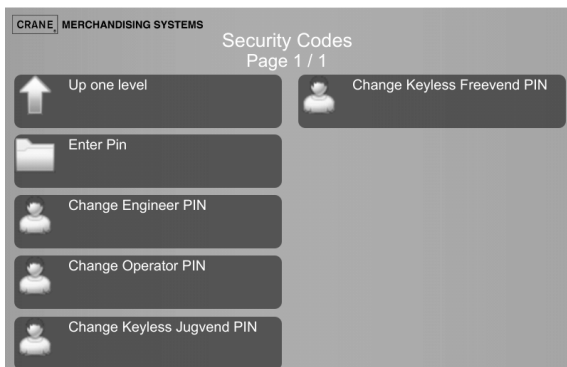 CRANE® MERCHANDISING SYSTEMS
Security Codes
Page 1 / 1
Up one level
Enter Pin
Change Engineer PIN
Change Operator PIN
Change Keyless Jugvend PIN
Change Keyless Freevend PIN